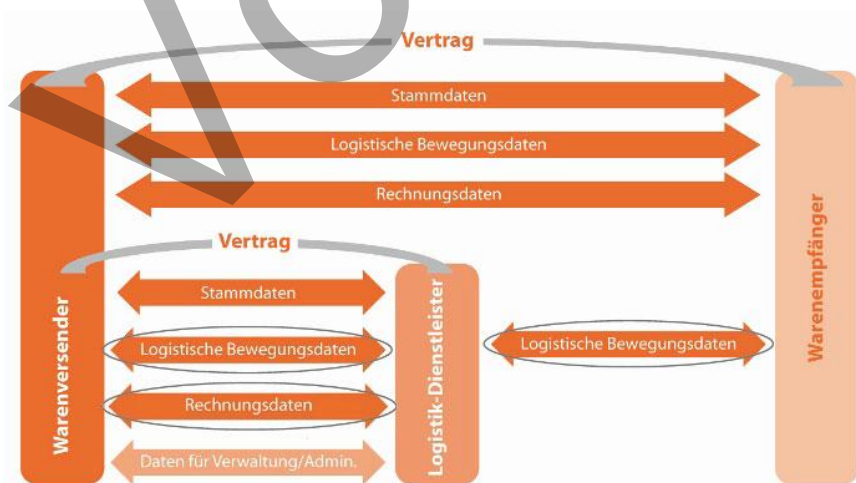 Vertrag
Stammdaten
Logistische Bewegungsdaten
Rechnungsdaten
Vertrag
Stammdaten
Logistische Bewegungsdaten
Rechnungsdaten
Daten für Verwaltung/Admin.
Logistische Bewegungsdaten
Warenversender
Logistik-Dienstleister
Warenempfänger